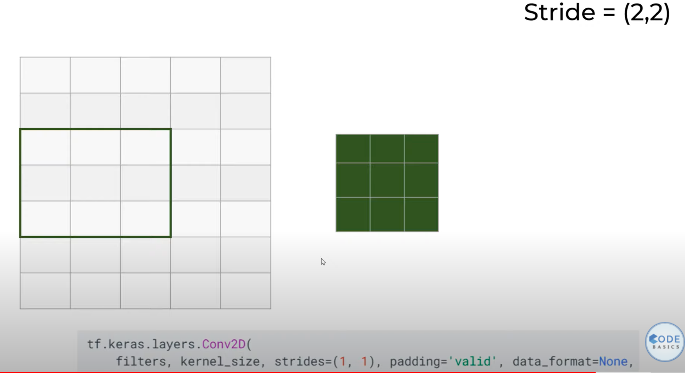 Stride = (2,2)
tf.keras.layers.Conv2D(
filters, kernel_size, strides=(1, 1), padding='valid', data_format=None,
CODE
BASICS